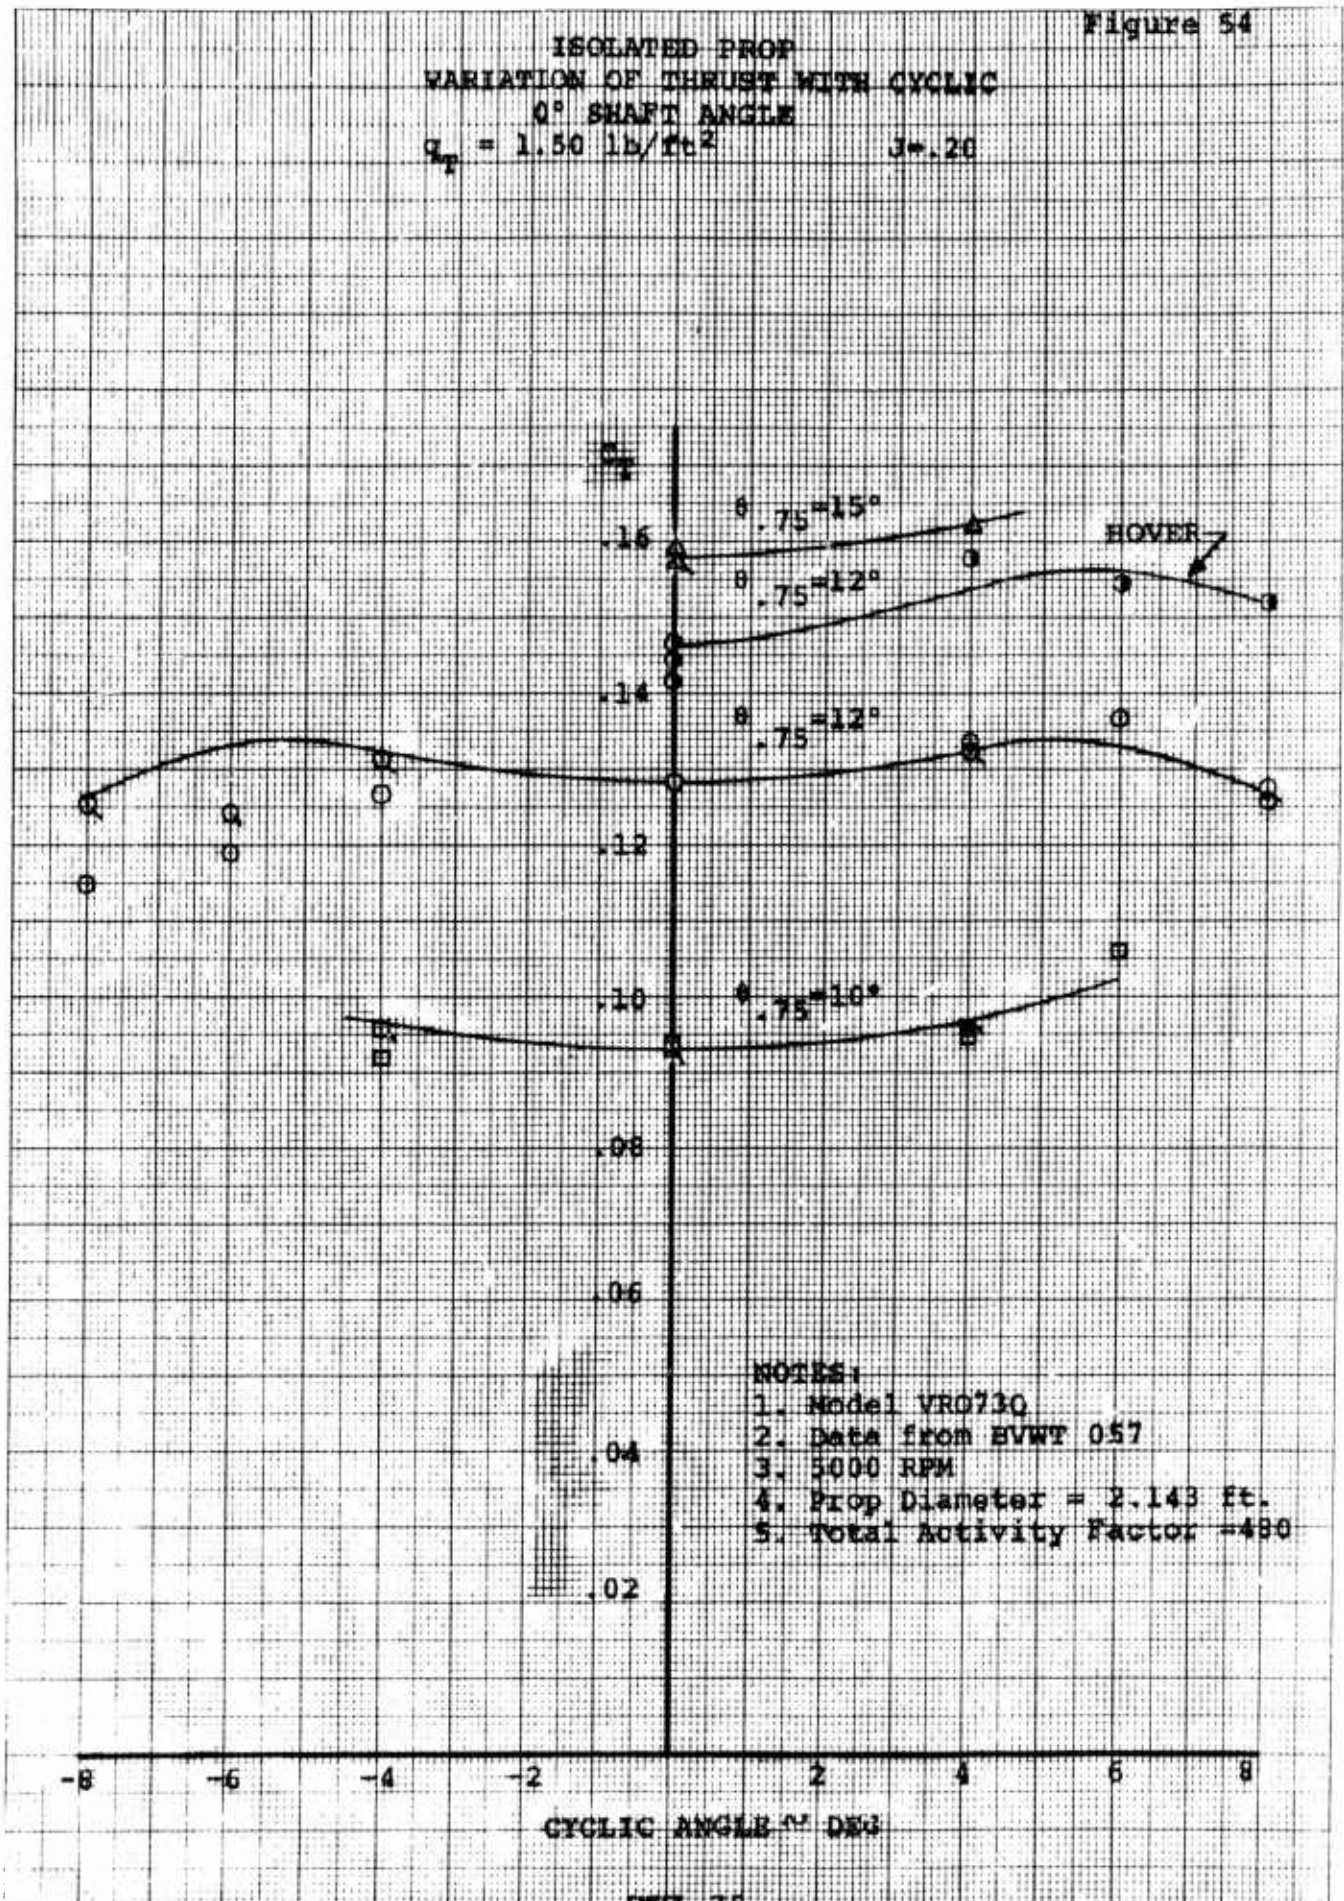 Figure 54
ISOLATED PROP
VARIATION OF THRUST WITH CYCLIC
0° SHAFT ANGLE
qT = 1.50 lb/ft² J=.20
CT
θ.75=15°
.16
HOVER
θ.75=12°
.14
θ.75=12°
.12
.10
θ.75=10°
.08
.06
NOTES:
1. Model VR073Q
2. Data from BVWT 057
.04
3. 5000 RPM
4. Prop Diameter = 2.143 ft.
5. Total Activity Factor =480
.02
-8 -6 -4 -2 2 4 6 8
CYCLIC ANGLE ~ DEG